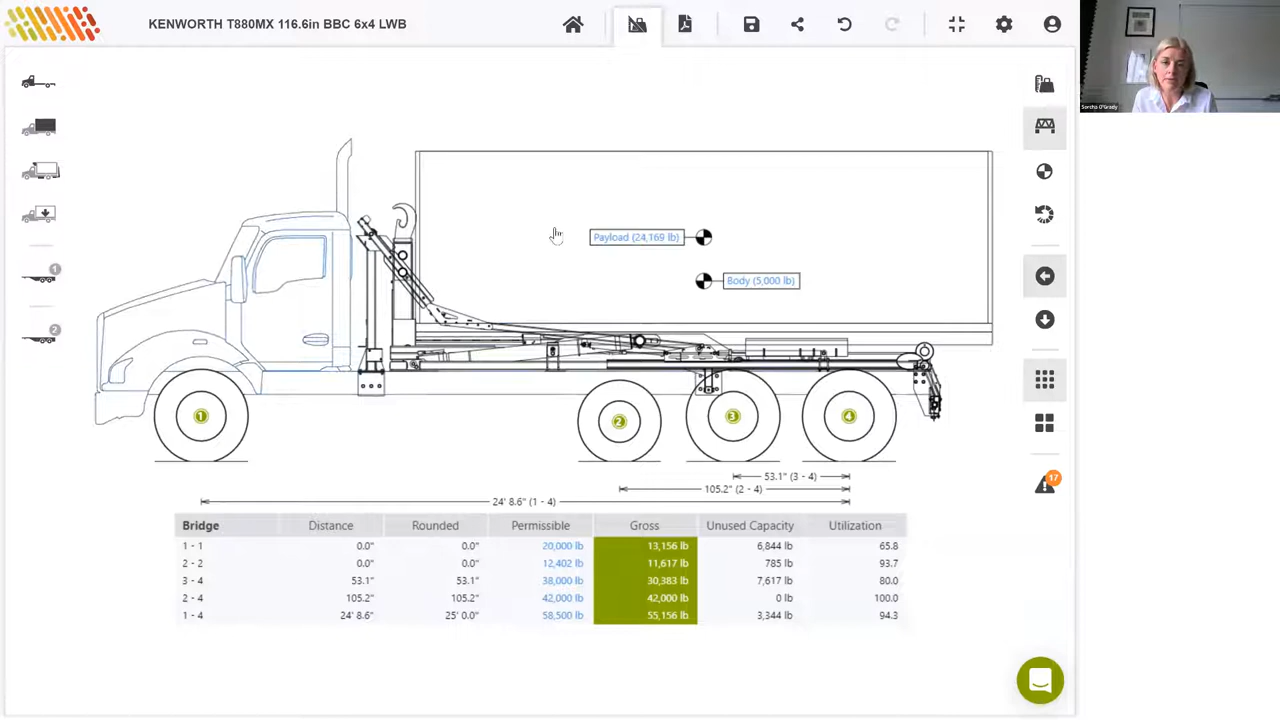 KENWORTH T880MX 116.6in BBC 6x4 LWB
Sorcha O'Grady
1
2
Payload (24,169 lb)
Body (5,000 lb)
1
2
3
4
17
53.1" (3 - 4)
105.2" (2 - 4)
24' 8.6" (1 - 4)
Bridge Distance Rounded Permissible Gross Unused Capacity Utilization
1 - 1 0.0" 0.0" 20,000 lb 13,156 lb 6,844 lb 65.8
2 - 2 0.0" 0.0" 12,402 lb 11,617 lb 785 lb 93.7
3 - 4 53.1" 53.1" 38,000 lb 30,383 lb 7,617 lb 80.0
2 - 4 105.2" 105.2" 42,000 lb 42,000 lb 0 lb 100.0
1 - 4 24' 8.6" 25' 0.0" 58,500 lb 55,156 lb 3,344 lb 94.3